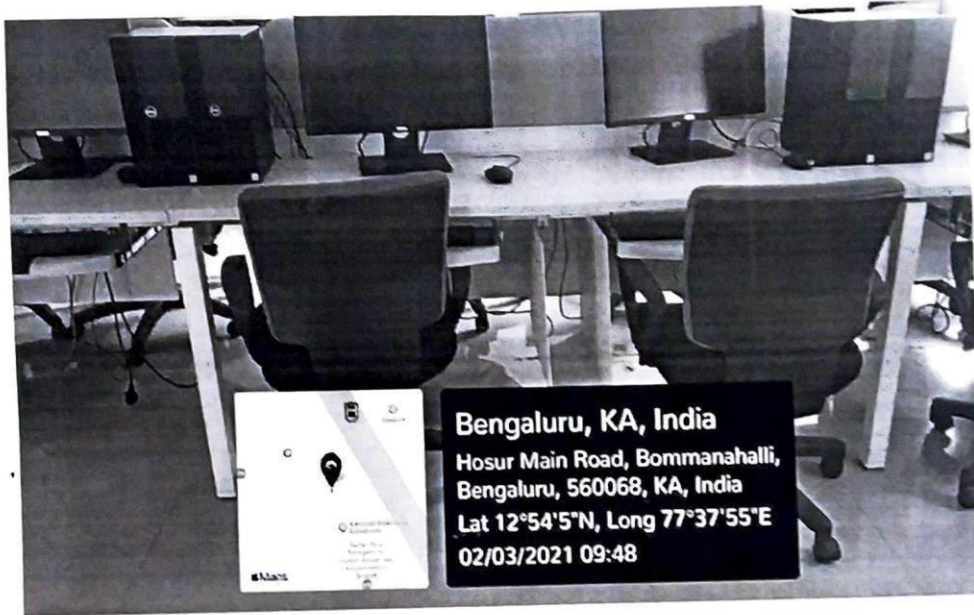 Bengaluru, KA, India
Hosur Main Road, Bommanahalli,
Bengaluru, 560068, KA, India
Lat 12°54'5"N, Long 77°37'55"E
02/03/2021 09:48
Maps